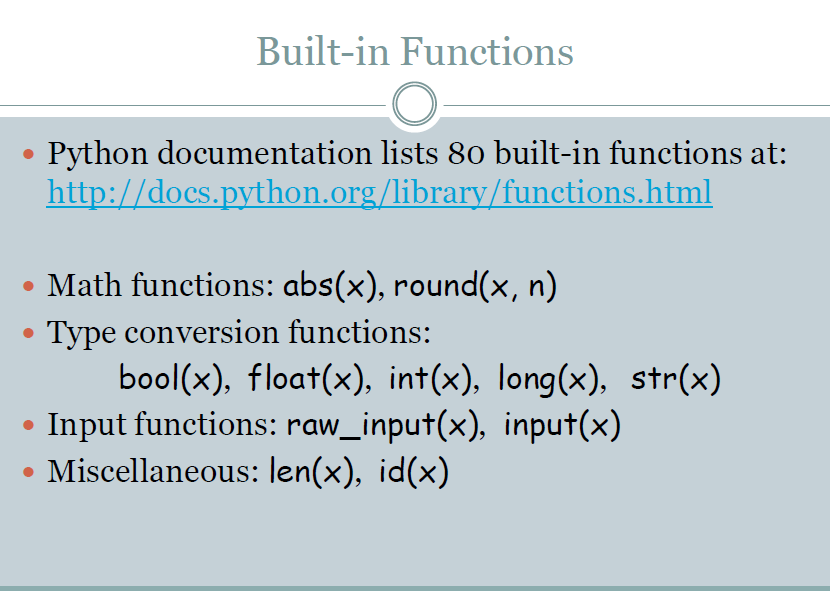 Built-in Functions
• Python documentation lists 80 built-in functions at:
http://docs.python.org/library/functions.html
• Math functions: abs(x), round(x, n)
• Type conversion functions:
bool(x), float(x), int(x), long(x), str(x)
• Input functions: raw_input(x), input(x)
• Miscellaneous: len(x), id(x)